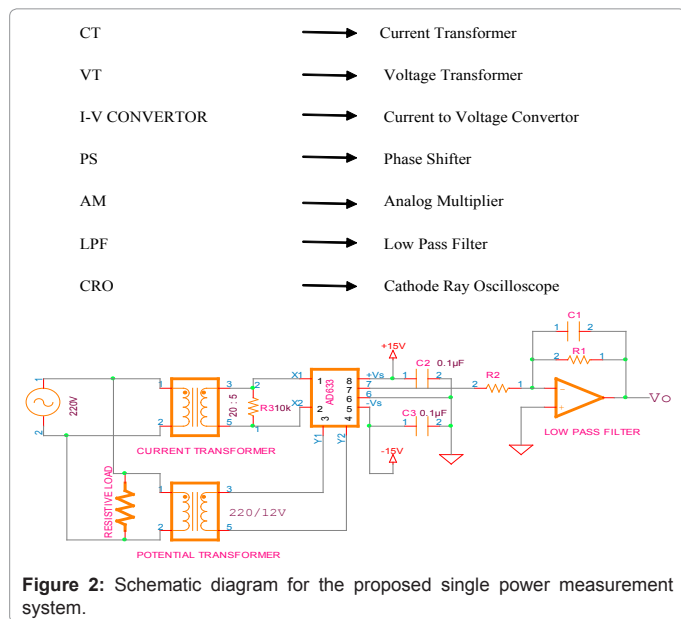 CT Current Transformer
VT Voltage Transformer
I-V CONVERTOR Current to Voltage Convertor
PS Phase Shifter
AM Analog Multiplier
LPF Low Pass Filter
CRO Cathode Ray Oscilloscope
C1
1 2
R1
2 1
+15V
1
2
220V
1 3
2 5
CURRENT TRANSFORMER
2
R3 10k
1
20 : 5
X1
X2
1
2
3
4
8
7
6
5
AD633
+Vs
-Vs
Y1
Y2
C2 0.1µF
1 2
C3 0.1µF
1 2
-15V
R2
2 1
-
+
Vo
LOW PASS FILTER
RESISTIVE LOAD
1 3
2 5
220/12V
POTENTIAL TRANSFORMER
Figure 2: Schematic diagram for the proposed single power measurement
system.